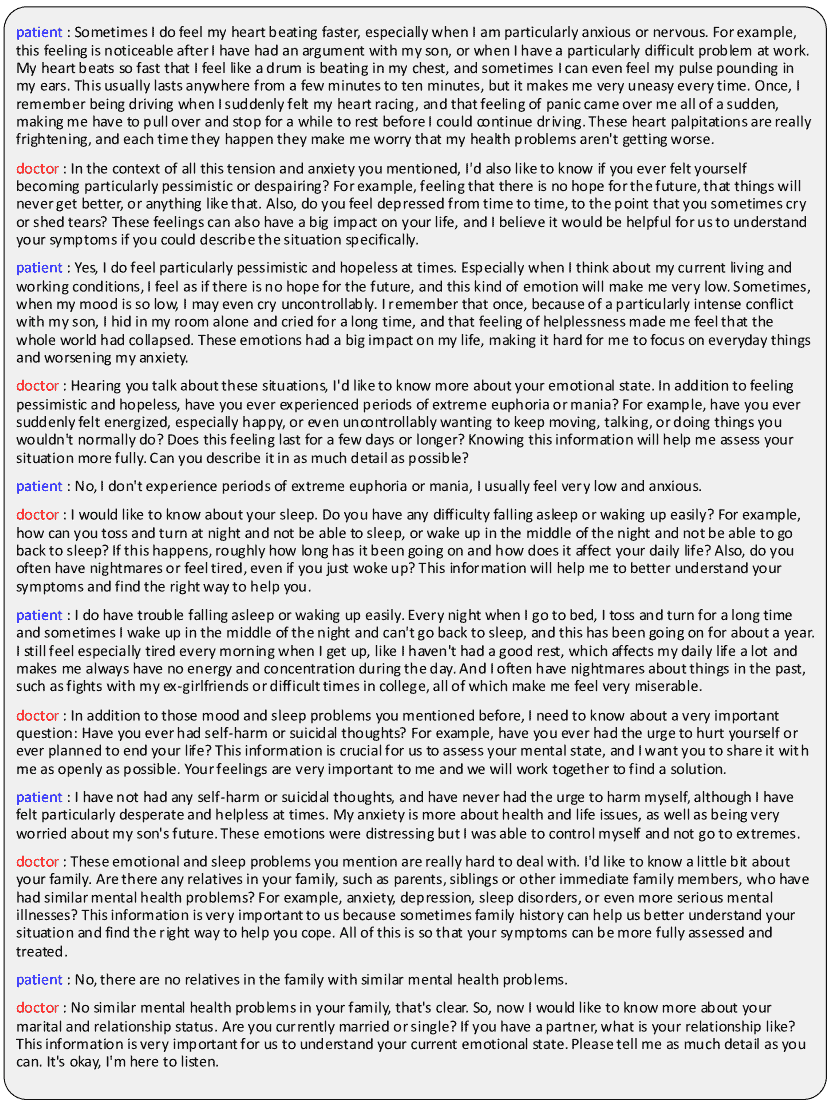 patient : Sometimes I do feel my heart beating faster, especially when I am particularly anxious or nervous. For example,
this feeling is noticeable after I have had an argument with my son, or when I have a particularly difficult problem at work.
My heart beats so fast that I feel like a drum is beating in my chest, and sometimes I can even feel my pulse pounding in
my ears. This usually lasts anywhere from a few minutes to ten minutes, but it makes me very uneasy every time. Once, I
remember being driving when I suddenly felt my heart racing, and that feeling of panic came over me all of a sudden,
making me have to pull over and stop for a while to rest before I could continue driving. These heart palpitations are really
frightening, and each time they happen they make me worry that my health problems aren't getting worse.
doctor : In the context of all this tension and anxiety you mentioned, I'd also like to know if you ever felt yourself
becoming particularly pessimistic or despairing? For example, feeling that there is no hope for the future, that things will
never get better, or anything like that. Also, do you feel depressed from time to time, to the point that you sometimes cry
or shed tears? These feelings can also have a big impact on your life, and I believe it would be helpful for us to understand
your symptoms if you could describe the situation specifically.
patient : Yes, I do feel particularly pessimistic and hopeless at times. Especially when I think about my current living and
working conditions, I feel as if there is no hope for the future, and this kind of emotion will make me very low. Sometimes,
when my mood is so low, I may even cry uncontrollably. I remember that once, because of a particularly intense conflict
with my son, I hid in my room alone and cried for a long time, and that feeling of helplessness made me feel that the
whole world had collapsed. These emotions had a big impact on my life, making it hard for me to focus on everyday things
and worsening my anxiety.
doctor : Hearing you talk about these situations, I'd like to know more about your emotional state. In addition to feeling
pessimistic and hopeless, have you ever experienced periods of extreme euphoria or mania? For example, have you ever
suddenly felt energized, especially happy, or even uncontrollably wanting to keep moving, talking, or doing things you
wouldn't normally do? Does this feeling last for a few days or longer? Knowing this information will help me assess your
situation more fully. Can you describe it in as much detail as possible?
patient : No, I don't experience periods of extreme euphoria or mania, I usually feel very low and anxious.
doctor : I would like to know about your sleep. Do you have any difficulty falling asleep or waking up easily? For example,
how can you toss and turn at night and not be able to sleep, or wake up in the middle of the night and not be able to go
back to sleep? If this happens, roughly how long has it been going on and how does it affect your daily life? Also, do you
often have nightmares or feel tired, even if you just woke up? This information will help me to better understand your
symptoms and find the right way to help you.
patient : I do have trouble falling asleep or waking up easily. Every night when I go to bed, I toss and turn for a long time
and sometimes I wake up in the middle of the night and can't go back to sleep, and this has been going on for about a year.
I still feel especially tired every morning when I get up, like I haven't had a good rest, which affects my daily life a lot and
makes me always have no energy and concentration during the day. And I often have nightmares about things in the past,
such as fights with my ex-girlfriends or difficult times in college, all of which make me feel very miserable.
doctor : In addition to those mood and sleep problems you mentioned before, I need to know about a very important
question: Have you ever had self-harm or suicidal thoughts? For example, have you ever had the urge to hurt yourself or
ever planned to end your life? This information is crucial for us to assess your mental state, and I want you to share it with
me as openly as possible. Your feelings are very important to me and we will work together to find a solution.
patient : I have not had any self-harm or suicidal thoughts, and have never had the urge to harm myself, although I have
felt particularly desperate and helpless at times. My anxiety is more about health and life issues, as well as being very
worried about my son's future. These emotions were distressing but I was able to control myself and not go to extremes.
doctor : These emotional and sleep problems you mention are really hard to deal with. I'd like to know a little bit about
your family. Are there any relatives in your family, such as parents, siblings or other immediate family members, who have
had similar mental health problems? For example, anxiety, depression, sleep disorders, or even more serious mental
illnesses? This information is very important to us because sometimes family history can help us better understand your
situation and find the right way to help you cope. All of this is so that your symptoms can be more fully assessed and
treated.
patient : No, there are no relatives in the family with similar mental health problems.
doctor : No similar mental health problems in your family, that's clear. So, now I would like to know more about your
marital and relationship status. Are you currently married or single? If you have a partner, what is your relationship like?
This information is very important for us to understand your current emotional state. Please tell me as much detail as you
can. It's okay, I'm here to listen.